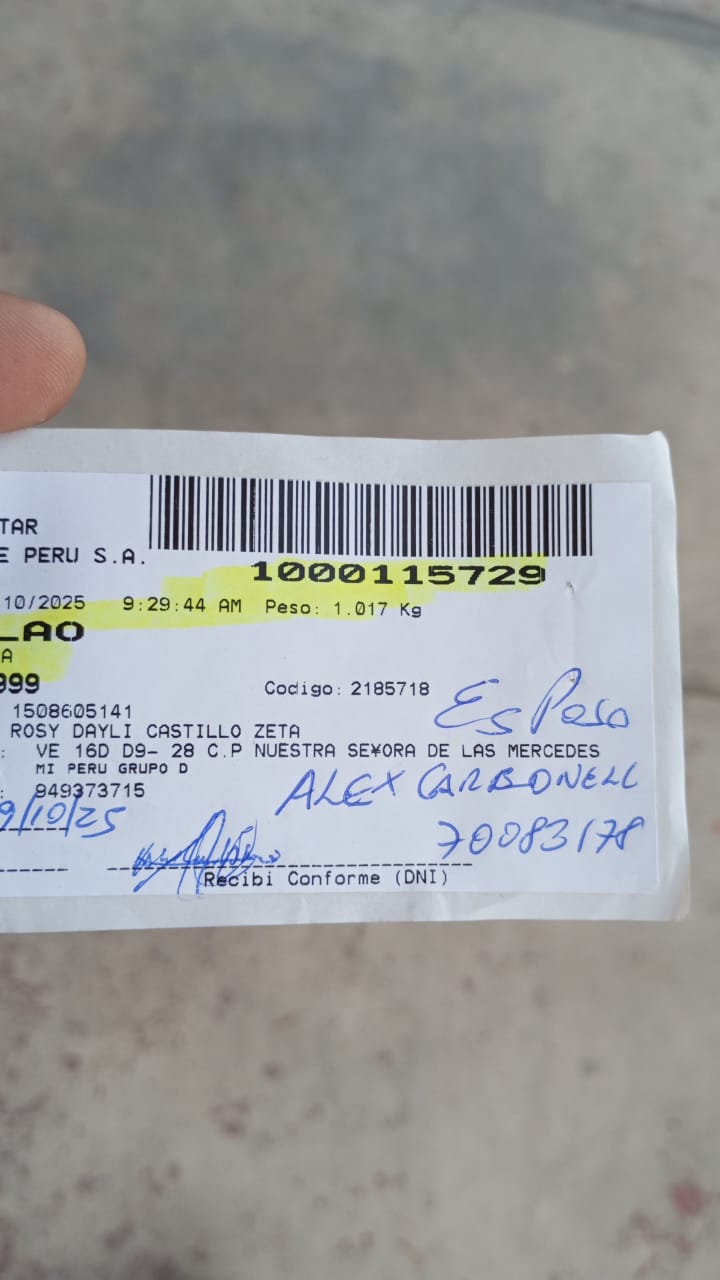 TAR
E PERU S.A.
1000115729
10/2025 9:29:44 AM Peso: 1.017 Kg
LAO
A
999
Codigo: 2185718
1508605141
Esposo
ROSY DAYLI CASTILLO ZETA
: VE 16D D9- 28 C.P NUESTRA SE¥ORA DE LAS MERCEDES
MI PERU GRUPO D
: 949373715
ALEX CARBONELL
9/10/25
70083178
Recibi Conforme (DNI)